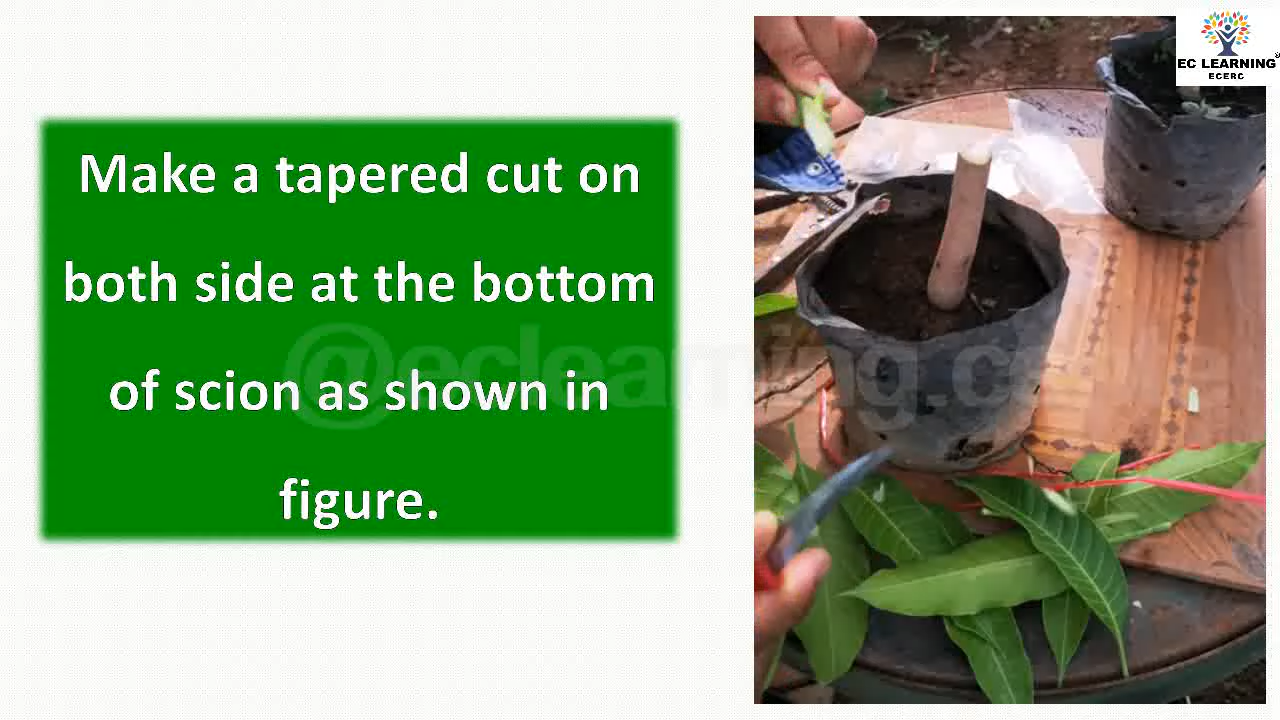 EC LEARNING
ECERC
Make a tapered cut on
both side at the bottom
of scion as shown in
figure.